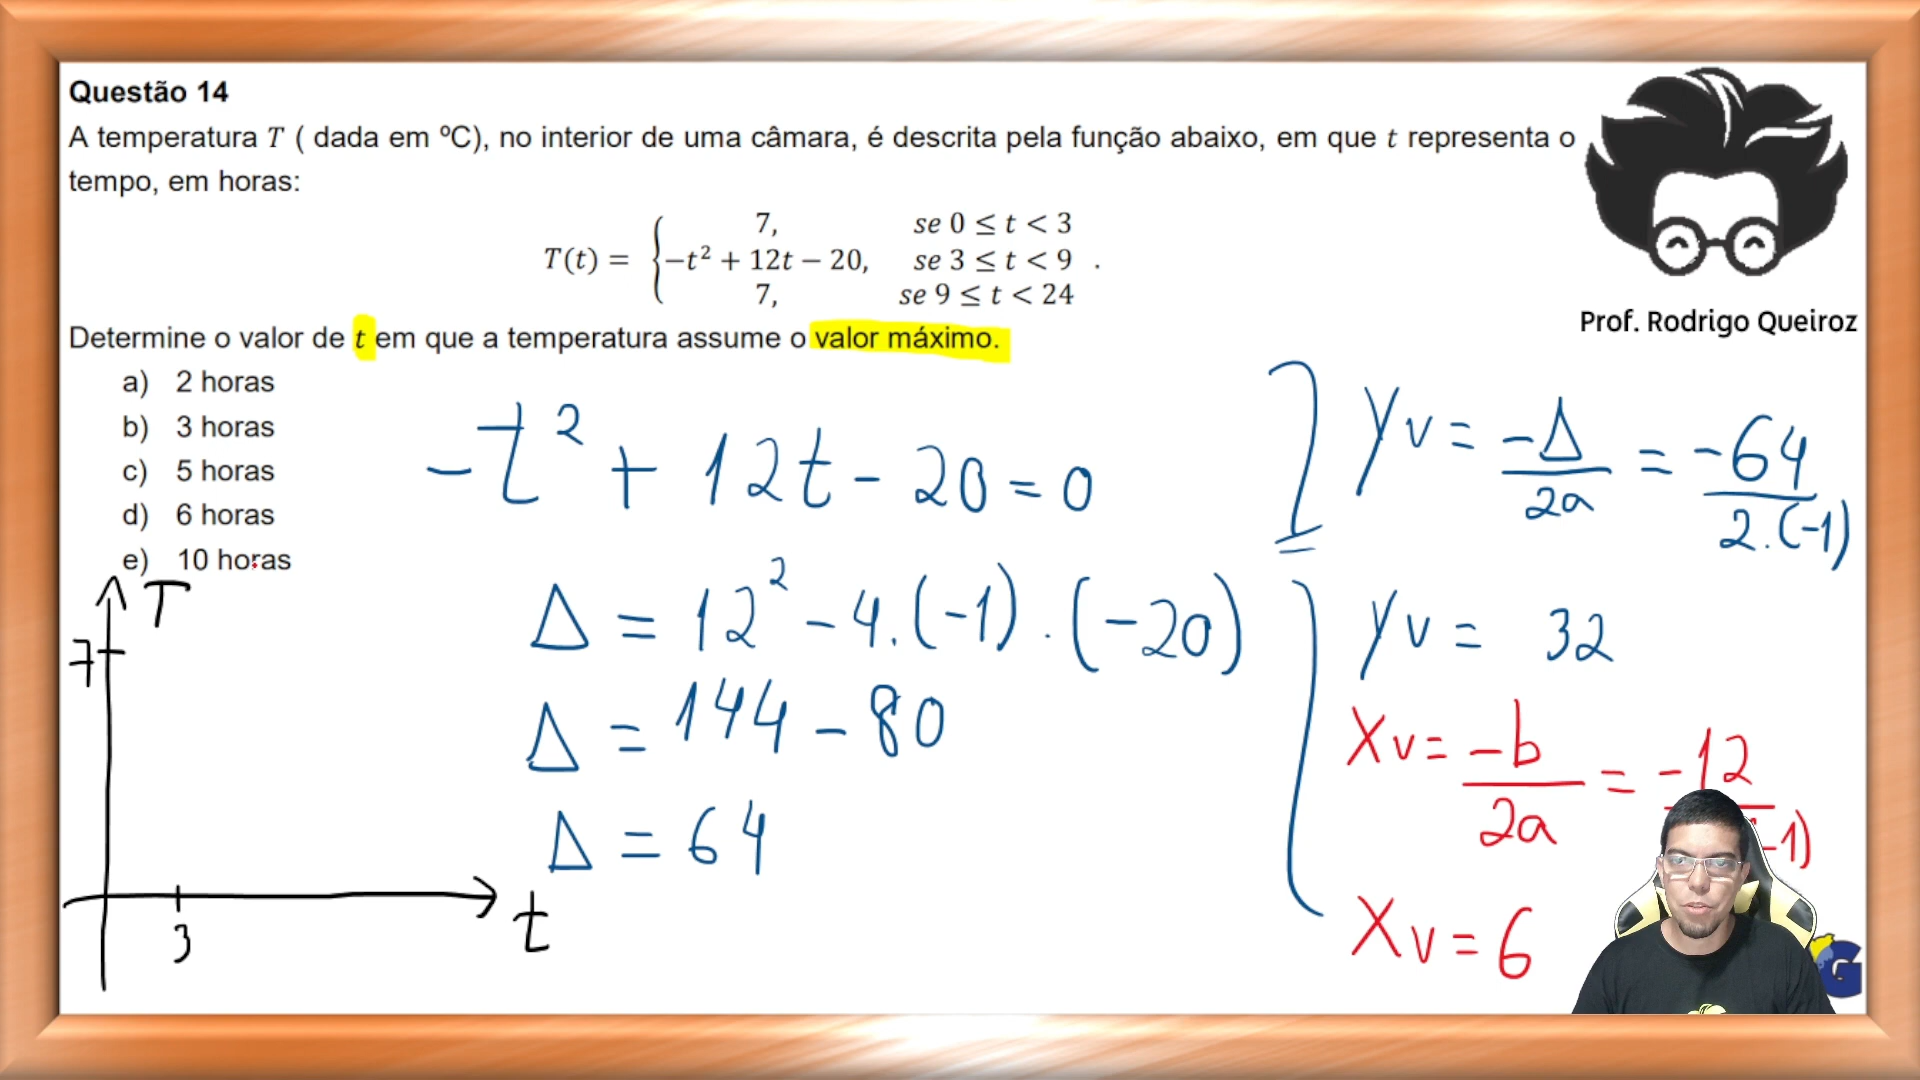 Questão 14
A temperatura T ( dada em ºC), no interior de uma câmara, é descrita pela função abaixo, em que t representa o
tempo, em horas:
7, se 0 ≤ t < 3
T(t) = { −t² + 12t − 20, se 3 ≤ t < 9 .
7, se 9 ≤ t < 24
Determine o valor de t em que a temperatura assume o valor máximo.
a) 2 horas
b) 3 horas
c) 5 horas
d) 6 horas
e) 10 horas
Prof. Rodrigo Queiroz
-t² + 12t - 20 = 0
Δ = 12² - 4.(-1).(-20)
Δ = 144 - 80
Δ = 64
yv = -Δ/2a = -64/2.(-1)
yv = 32
Xv = -b/2a = -12/ -1)
Xv = 6
T
7
3
t
G